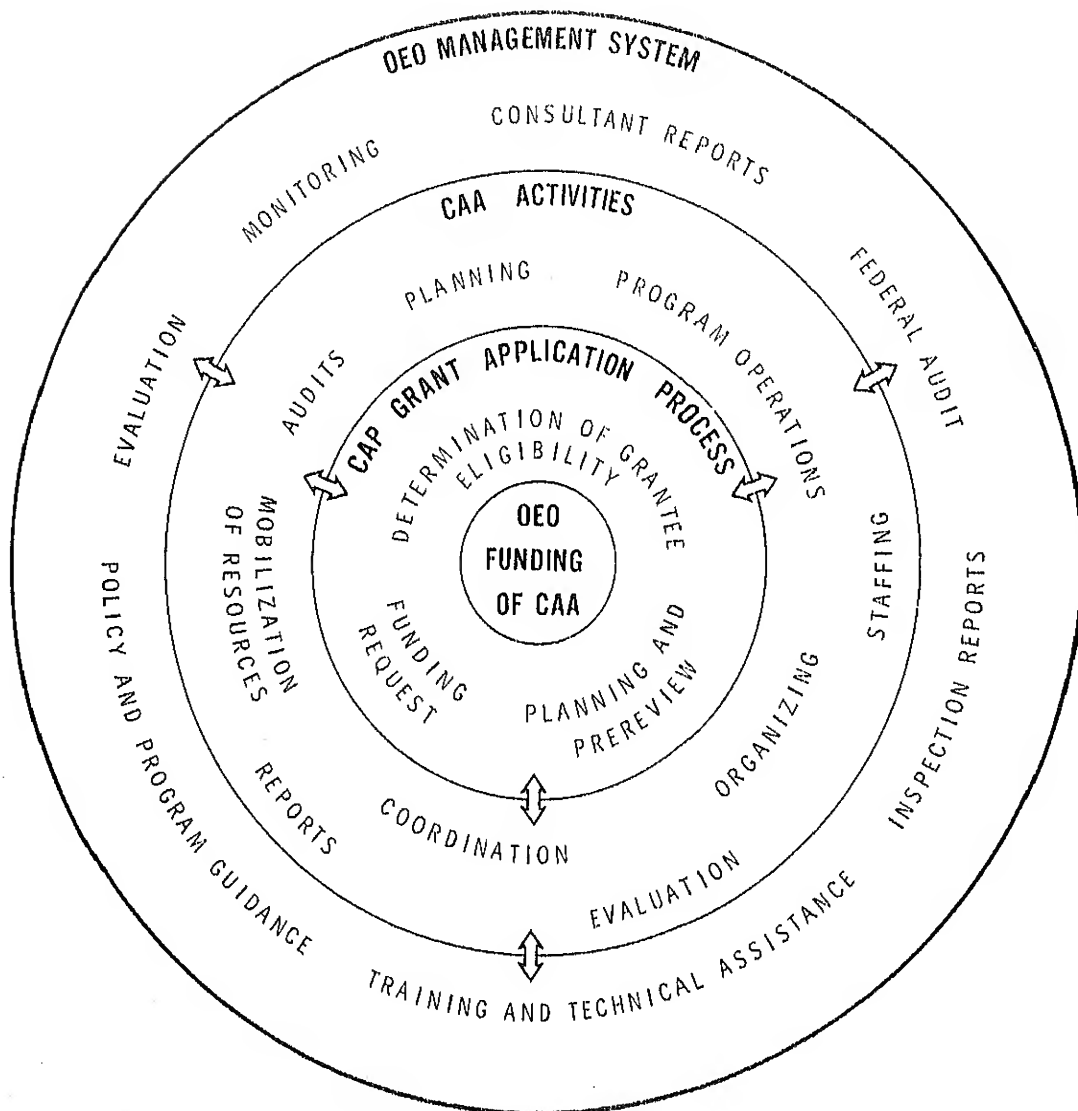 OEO MANAGEMENT SYSTEM
CONSULTANT REPORTS
MONITORING
FEDERAL AUDIT
EVALUATION
INSPECTION REPORTS
POLICY AND PROGRAM GUIDANCE
TRAINING AND TECHNICAL ASSISTANCE
CAA ACTIVITIES
PLANNING
PROGRAM OPERATIONS
AUDITS
STAFFING
MOBILIZATION
OF RESOURCES
ORGANIZING
REPORTS
COORDINATION
EVALUATION
CAP GRANT APPLICATION PROCESS
DETERMINATION OF GRANTEE
ELIGIBILITY
FUNDING
REQUEST
PLANNING AND
PREREVIEW
OEO
FUNDING
OF CAA